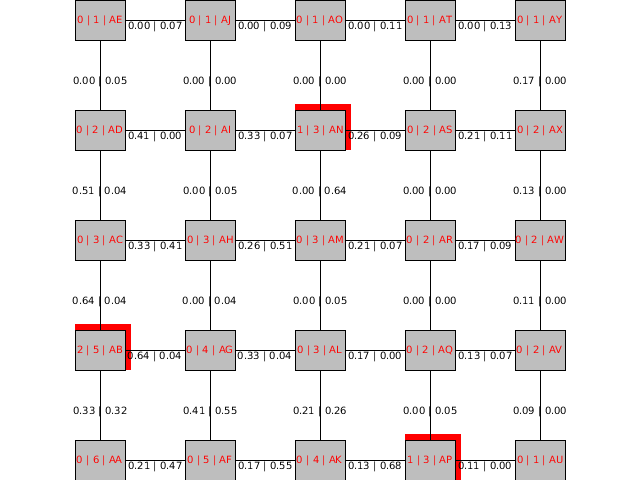 0 | 1 | AE 0.00 | 0.07 0 | 1 | AJ 0.00 | 0.09 0 | 1 | AO 0.00 | 0.11 0 | 1 | AT 0.00 | 0.13 0 | 1 | AY
0.00 | 0.05 0.00 | 0.00 0.00 | 0.00 0.00 | 0.00 0.17 | 0.00
0 | 2 | AD 0.41 | 0.00 0 | 2 | AI 0.33 | 0.07 1 | 3 | AN 0.26 | 0.09 0 | 2 | AS 0.21 | 0.11 0 | 2 | AX
0.51 | 0.04 0.00 | 0.05 0.00 | 0.64 0.00 | 0.00 0.13 | 0.00
0 | 3 | AC 0.33 | 0.41 0 | 3 | AH 0.26 | 0.51 0 | 3 | AM 0.21 | 0.07 0 | 2 | AR 0.17 | 0.09 0 | 2 | AW
0.64 | 0.04 0.00 | 0.04 0.00 | 0.05 0.00 | 0.00 0.11 | 0.00
2 | 5 | AB 0.64 | 0.04 0 | 4 | AG 0.33 | 0.04 0 | 3 | AL 0.17 | 0.00 0 | 2 | AQ 0.13 | 0.07 0 | 2 | AV
0.33 | 0.32 0.41 | 0.55 0.21 | 0.26 0.00 | 0.05 0.09 | 0.00
0 | 6 | AA 0.21 | 0.47 0 | 5 | AF 0.17 | 0.55 0 | 4 | AK 0.13 | 0.68 1 | 3 | AP 0.11 | 0.00 0 | 1 | AU